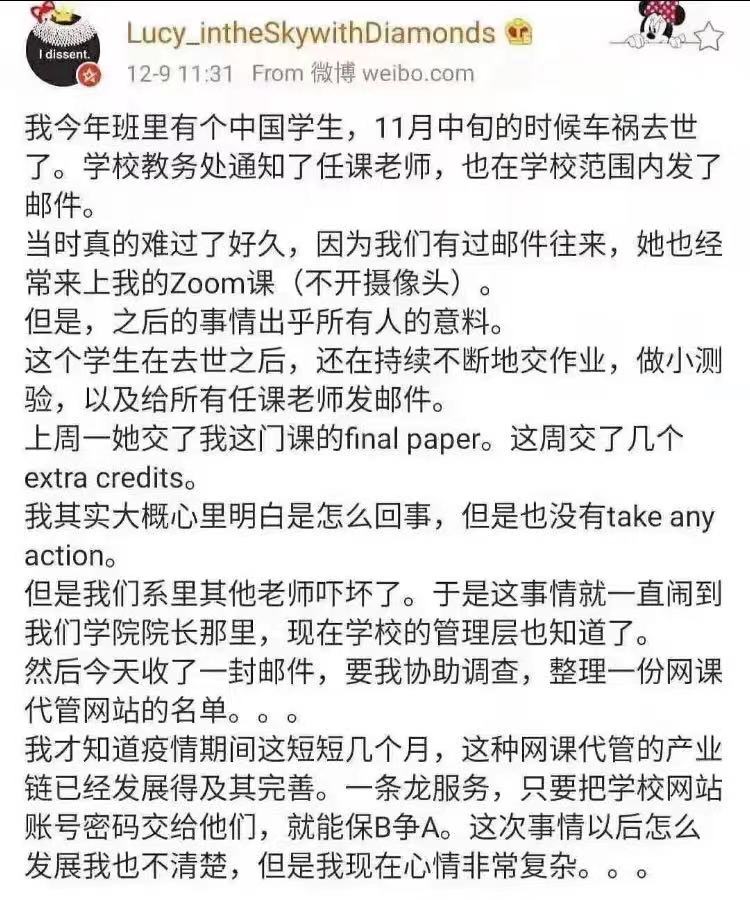 I dissent.
Lucy_intheSkywithDiamonds
12-9 11:31 From 微博 weibo.com
我今年班里有个中国学生，11月中旬的时候车祸去世
了。学校教务处通知了任课老师，也在学校范围内发了
邮件。
当时真的难过了好久，因为我们有过邮件往来，她也经
常来上我的Zoom课（不开摄像头）。
但是，之后的事情出乎所有人的意料。
这个学生在去世之后，还在持续不断地交作业，做小测
验，以及给所有任课老师发邮件。
上周一她交了我这门课的final paper。这周交了几个
extra credits。
我其实大概心里明白是怎么回事，但是也没有take any
action。
但是我们系里其他老师吓坏了。于是这事情就一直闹到
我们学院院长那里，现在学校的管理层也知道了。
然后今天收了一封邮件，要我协助调查，整理一份网课
代管网站的名单。。。
我才知道疫情期间这短短几个月，这种网课代管的产业
链已经发展得及其完善。一条龙服务，只要把学校网站
账号密码交给他们，就能保B争A。这次事情以后怎么
发展我也不清楚，但是我现在心情非常复杂。。。